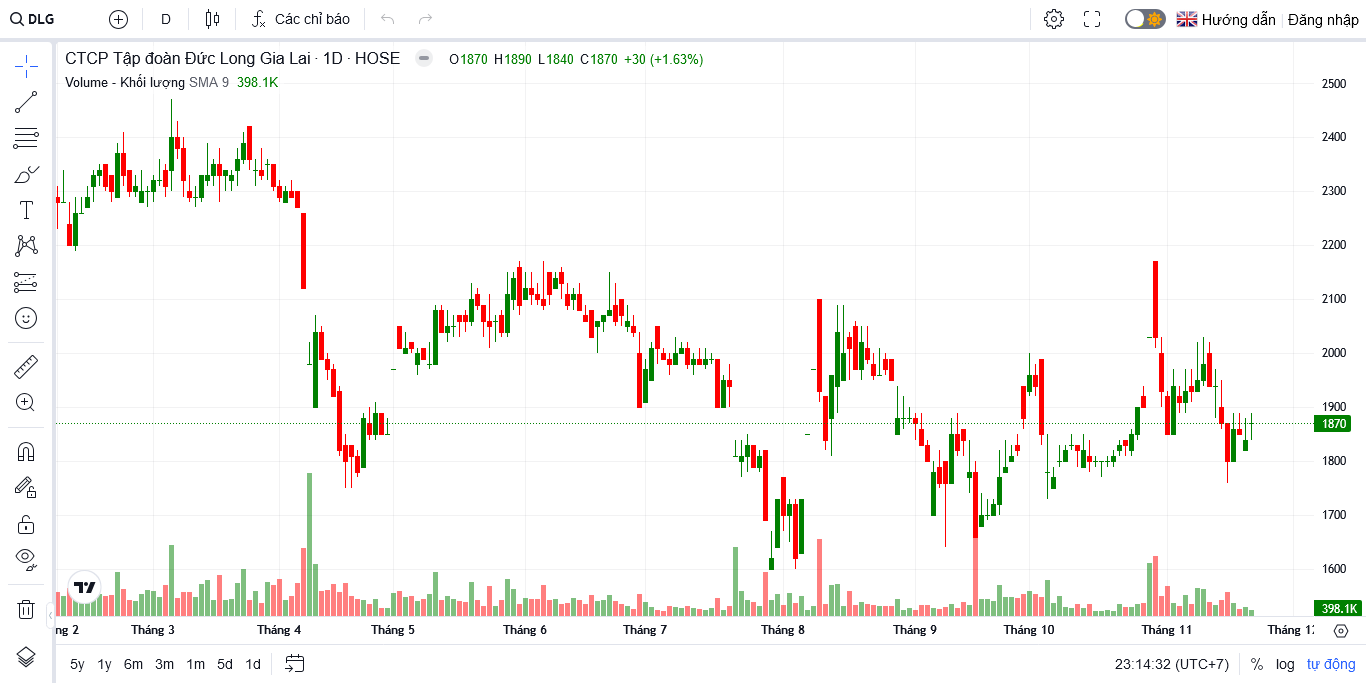 DLG D Các chỉ báo Hướng dẫn Đăng nhập
CTCP Tập đoàn Đức Long Gia Lai · 1D · HOSE O1870 H1890 L1840 C1870 +30 (+1.63%)
Volume - Khối lượng SMA 9 398.1K
2500
2400
2300
2200
2100
2000
1900
1870
1800
1700
1600
398.1K
ng 2 Tháng 3 Tháng 4 Tháng 5 Tháng 6 Tháng 7 Tháng 8 Tháng 9 Tháng 10 Tháng 11 Tháng 1
5y 1y 6m 3m 1m 5d 1d 23:14:32 (UTC+7) % log tự động